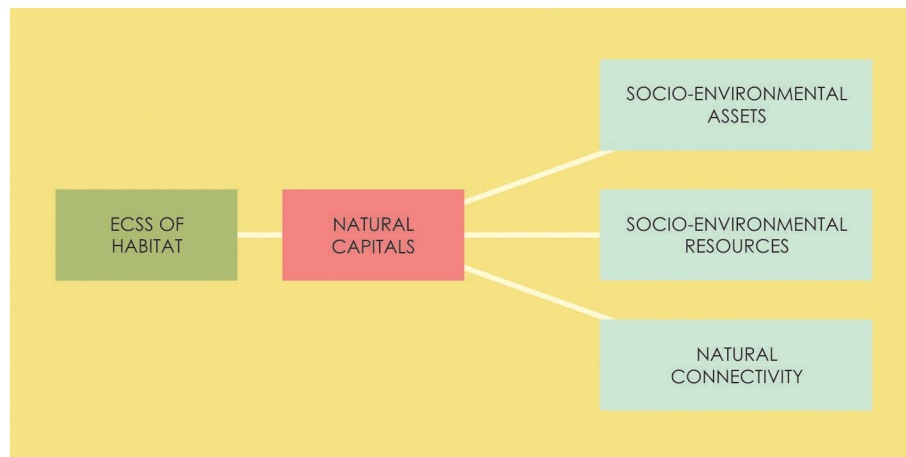 ECSS OF
HABITAT
NATURAL
CAPITALS
SOCIO-ENVIRONMENTAL
ASSETS
SOCIO-ENVIRONMENTAL
RESOURCES
NATURAL
CONNECTIVITY